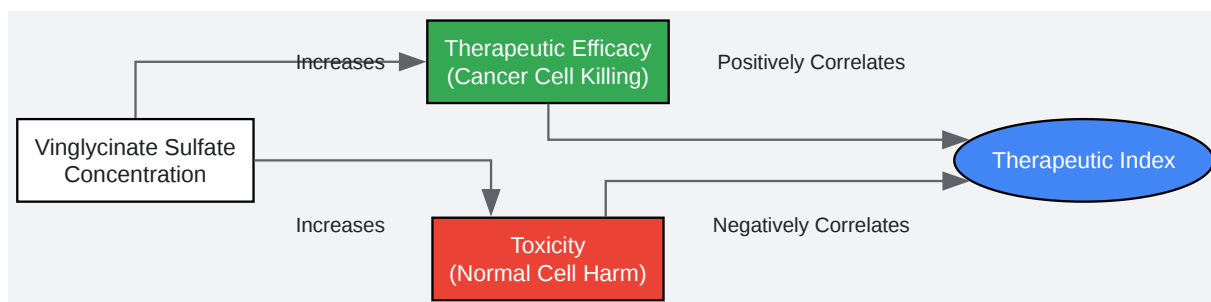 Increases
Therapeutic Efficacy
(Cancer Cell Killing)
Positively Correlates
Vinglycinate Sulfate
Concentration
Therapeutic Index
Increases
Toxicity
(Normal Cell Harm)
Negatively Correlates